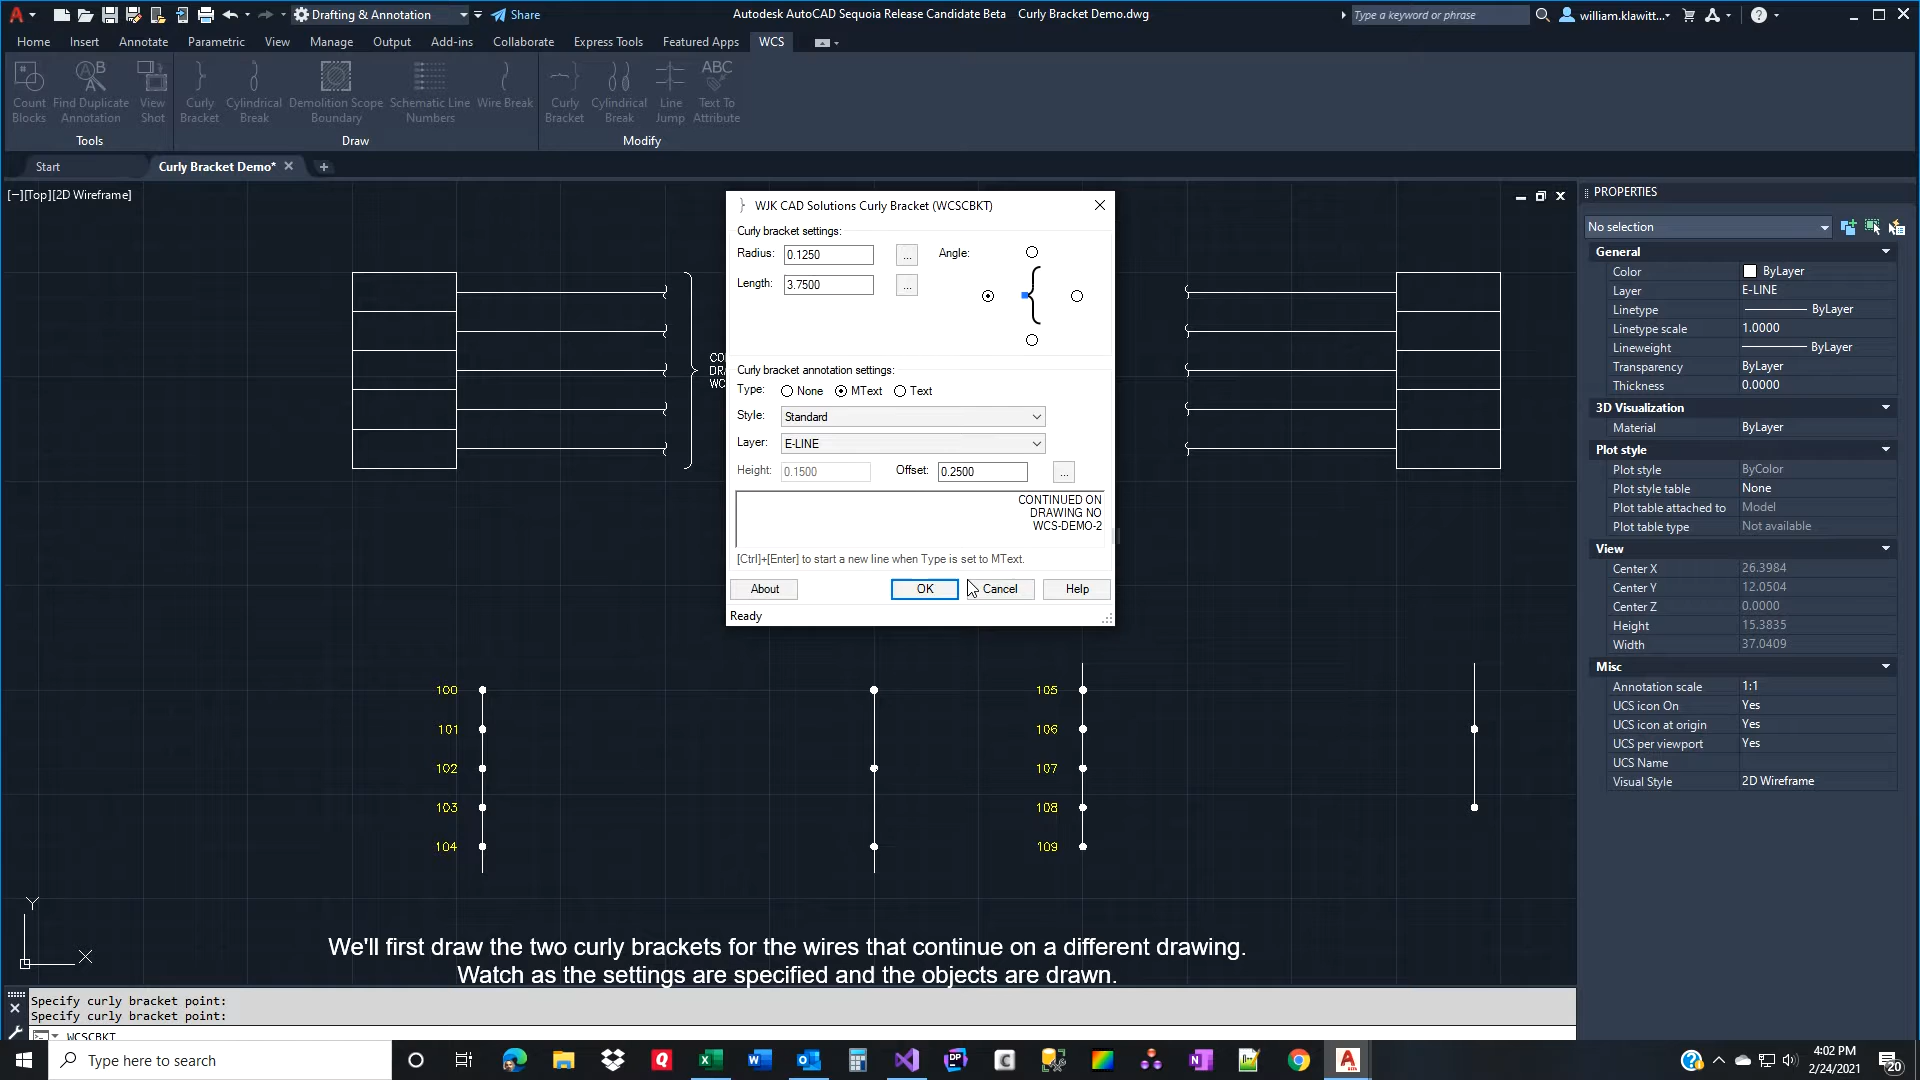 Drafting & Annotation
Share
Autodesk AutoCAD Sequoia Release Candidate Beta Curly Bracket Demo.dwg
Type a keyword or phrase
william.klawitt...
Home Insert Annotate Parametric View Manage Output Add-ins Collaborate Express Tools Featured Apps WCS
Count Blocks
Find Duplicate Annotation
View Shot
Curly Bracket
Cylindrical Break
Demolition Scope Boundary
Schematic Line Numbers
Wire Break
Curly Bracket
Cylindrical Break
Line Jump
ABC
Text To Attribute
Tools Draw Modify
Start
Curly Bracket Demo*
[−][Top][2D Wireframe]
CO
DRA
WC
WJK CAD Solutions Curly Bracket (WCSCBKT)
Curly bracket settings:
Radius: 0.1250 ... Angle:
Length: 3.7500 ...
Curly bracket annotation settings:
Type: None MText Text
Style: Standard
Layer: E-LINE
Height: 0.1500 Offset: 0.2500 ...
CONTINUED ON
DRAWING NO
WCS-DEMO-2
[Ctrl]+[Enter] to start a new line when Type is set to MText.
About OK Cancel Help
Ready
100
101
102
103
104
105
106
107
108
109
Y
X
We'll first draw the two curly brackets for the wires that continue on a different drawing.
Watch as the settings are specified and the objects are drawn.
Specify curly bracket point:
Specify curly bracket point:
WCSCBKT
PROPERTIES
No selection
General
Color ByLayer
Layer E-LINE
Linetype ByLayer
Linetype scale 1.0000
Lineweight ByLayer
Transparency ByLayer
Thickness 0.0000
3D Visualization
Material ByLayer
Plot style
Plot style ByColor
Plot style table None
Plot table attached to Model
Plot table type Not available
View
Center X 26.3984
Center Y 12.0504
Center Z 0.0000
Height 15.3835
Width 37.0409
Misc
Annotation scale 1:1
UCS icon On Yes
UCS icon at origin Yes
UCS per viewport Yes
UCS Name
Visual Style 2D Wireframe
Type here to search
4:02 PM
2/24/2021
20